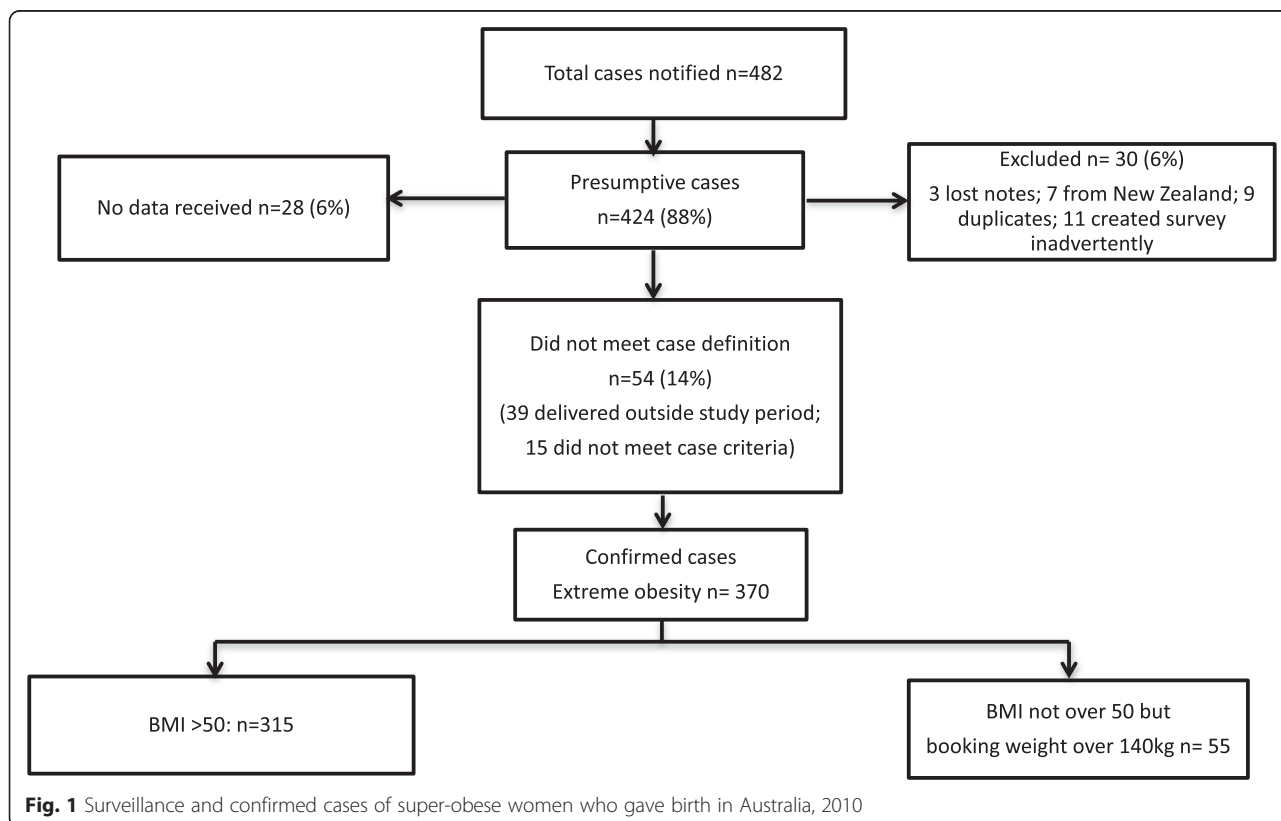 Total cases notified n=482
No data received n=28 (6%)
Presumptive cases
n=424 (88%)
Excluded n= 30 (6%)
3 lost notes; 7 from New Zealand; 9
duplicates; 11 created survey
inadvertently
Did not meet case definition
n=54 (14%)
(39 delivered outside study period;
15 did not meet case criteria)
Confirmed cases
Extreme obesity n= 370
BMI >50: n=315
BMI not over 50 but
booking weight over 140kg n= 55
Fig. 1 Surveillance and confirmed cases of super-obese women who gave birth in Australia, 2010